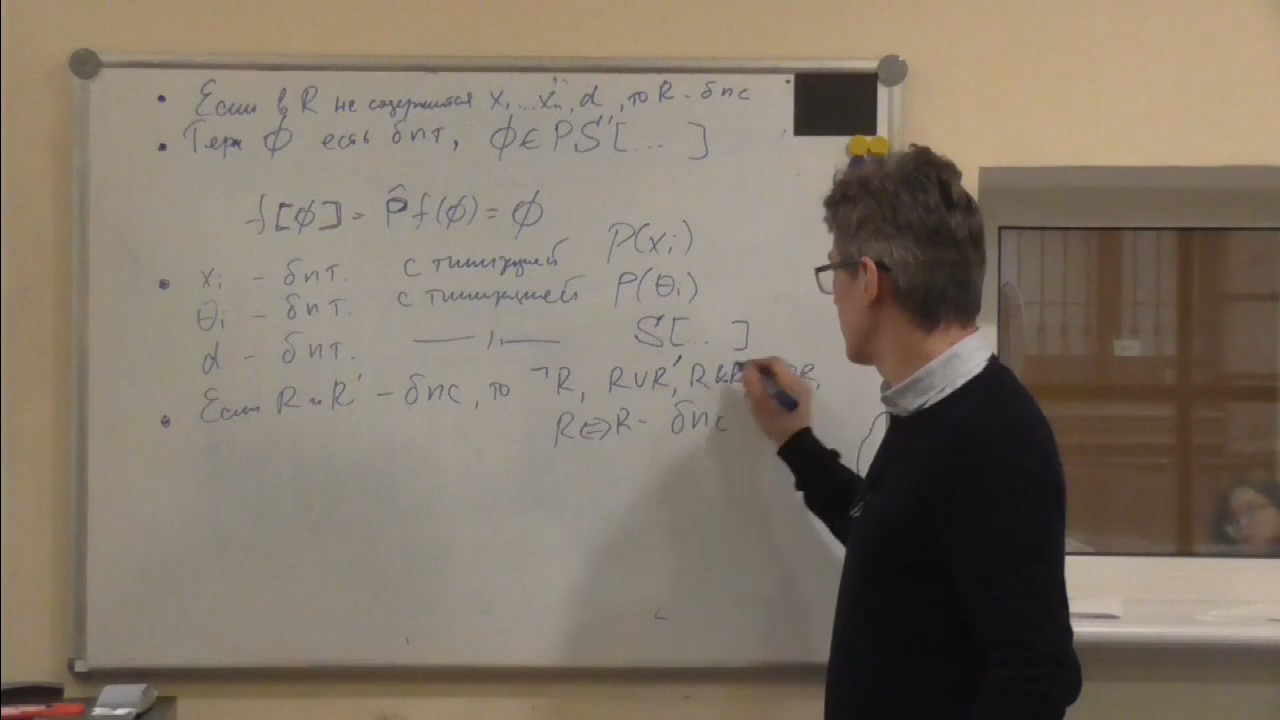 • Если в R не содержится x₁...xₙ, α, то R - бпс
• Терм ∅ есть бпт, ∅ ∈ PS[... ]
f[∅] = P̂f(∅) = ∅
• xᵢ - бпт. с типизацией P(xᵢ)
θᵢ - бпт. с типизацией P(θᵢ)
α - бпт. —— " —— S[...]
• Если R и R' - бпс, то ¬R, R∨R', R
R⇔R - бпс